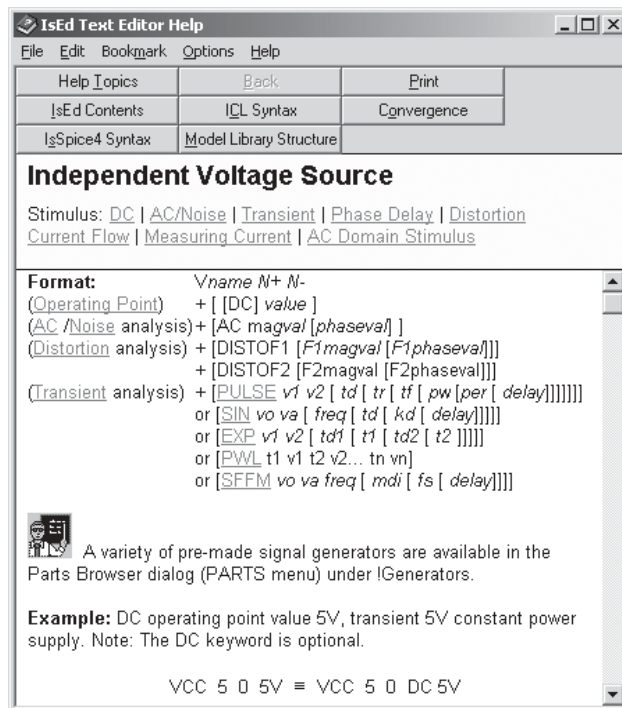 IsEd Text Editor Help
File Edit Bookmark Options Help
Help Topics Back Print
IsEd Contents ICL Syntax Convergence
IsSpice4 Syntax Model Library Structure
Independent Voltage Source
Stimulus: DC | AC/Noise | Transient | Phase Delay | Distortion
Current Flow | Measuring Current | AC Domain Stimulus
Format: Vname N+ N-
(Operating Point) + [ [DC] value ]
(AC /Noise analysis) + [AC magval [phaseval] ]
(Distortion analysis) + [DISTOF1 [F1magval [F1phaseval]]]
+ [DISTOF2 [F2magval [F2phaseval]]]
(Transient analysis) + [PULSE v1 v2 [ td [ tr [ tf [ pw [per [ delay]]]]]]]
or [SIN vo va [ freq [ td [ kd [ delay]]]]]
or [EXP v1 v2 [ td1 [ t1 [ td2 [ t2 ]]]]]
or [PWL t1 v1 t2 v2... tn vn]
or [SFFM vo va freq [ mdi [ fs [ delay]]]]
A variety of pre-made signal generators are available in the
Parts Browser dialog (PARTS menu) under !Generators.
Example: DC operating point value 5V, transient 5V constant power
supply. Note: The DC keyword is optional.
VCC 5 0 5V ≡ VCC 5 0 DC 5V